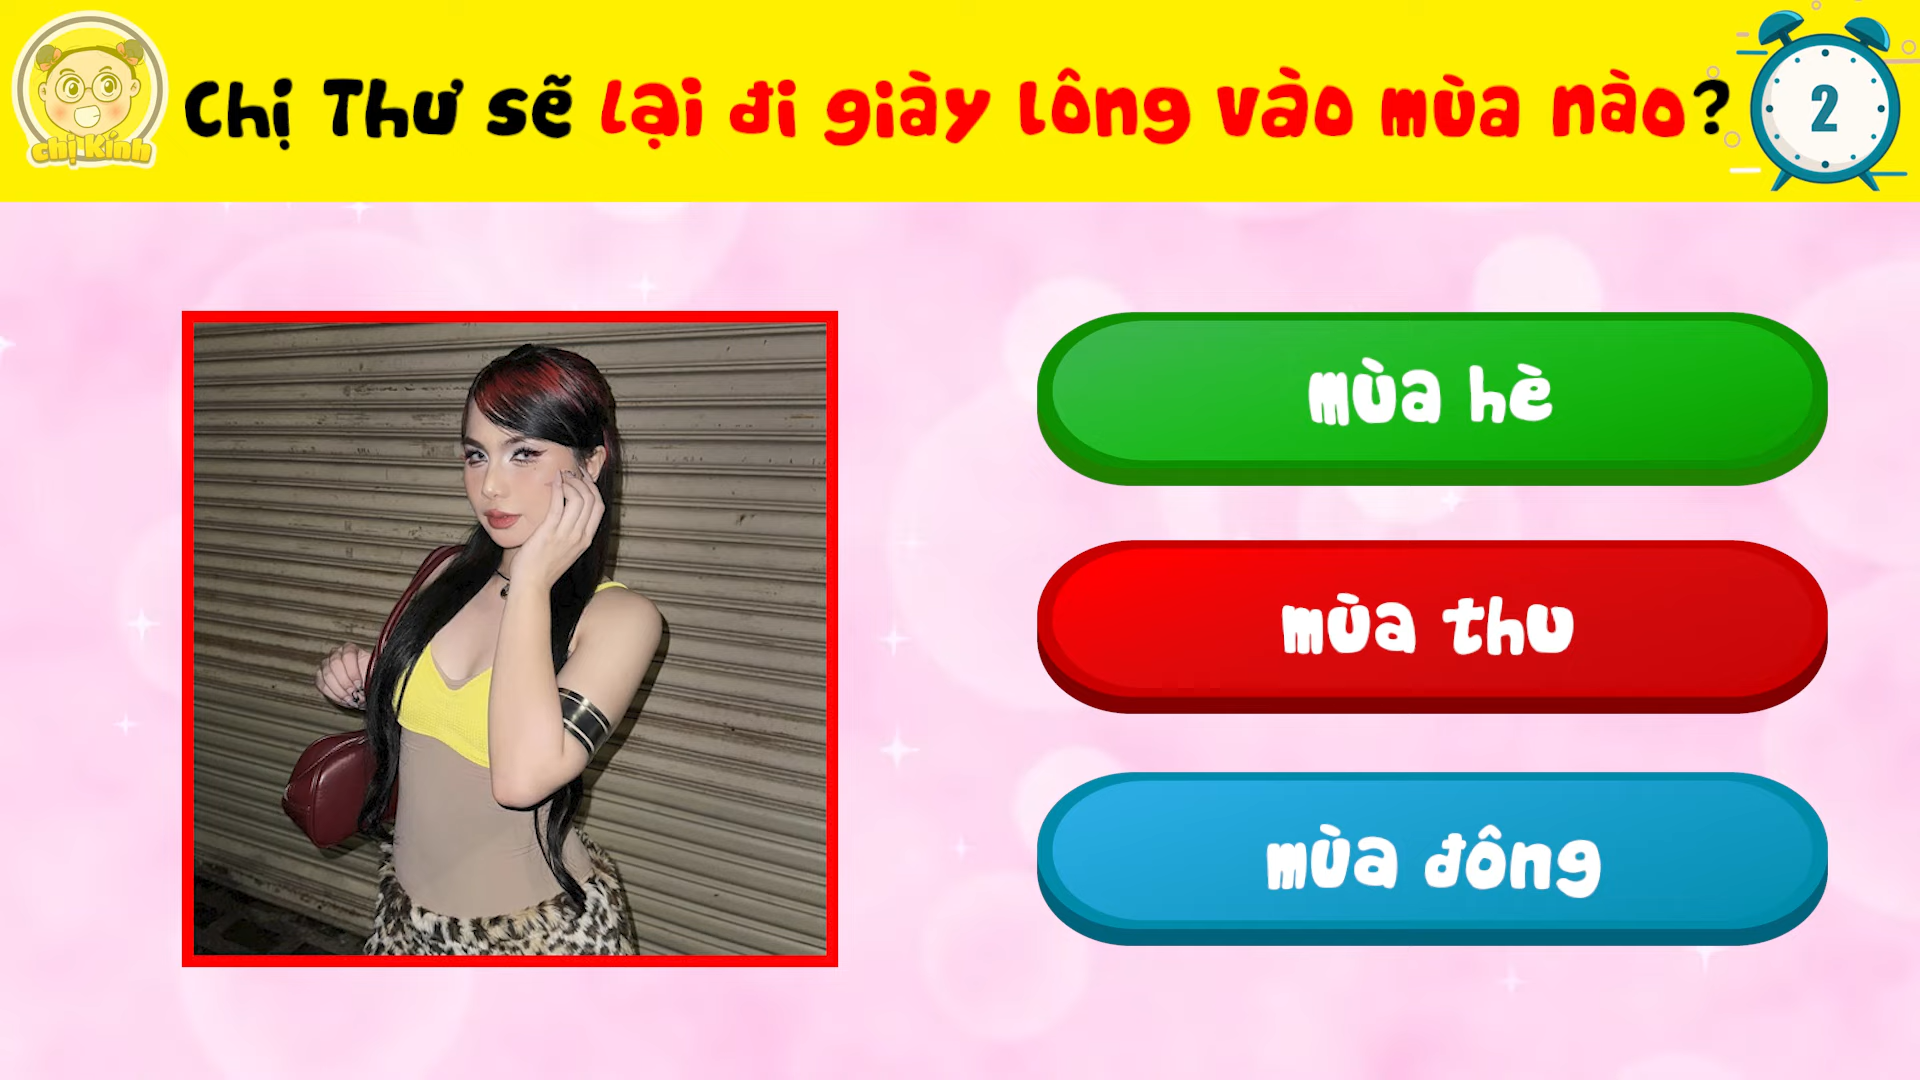 chị Kính
Chị Thư sẽ lại đi giày lông vào mùa nào?
2
mùa hè
mùa thu
mùa đông